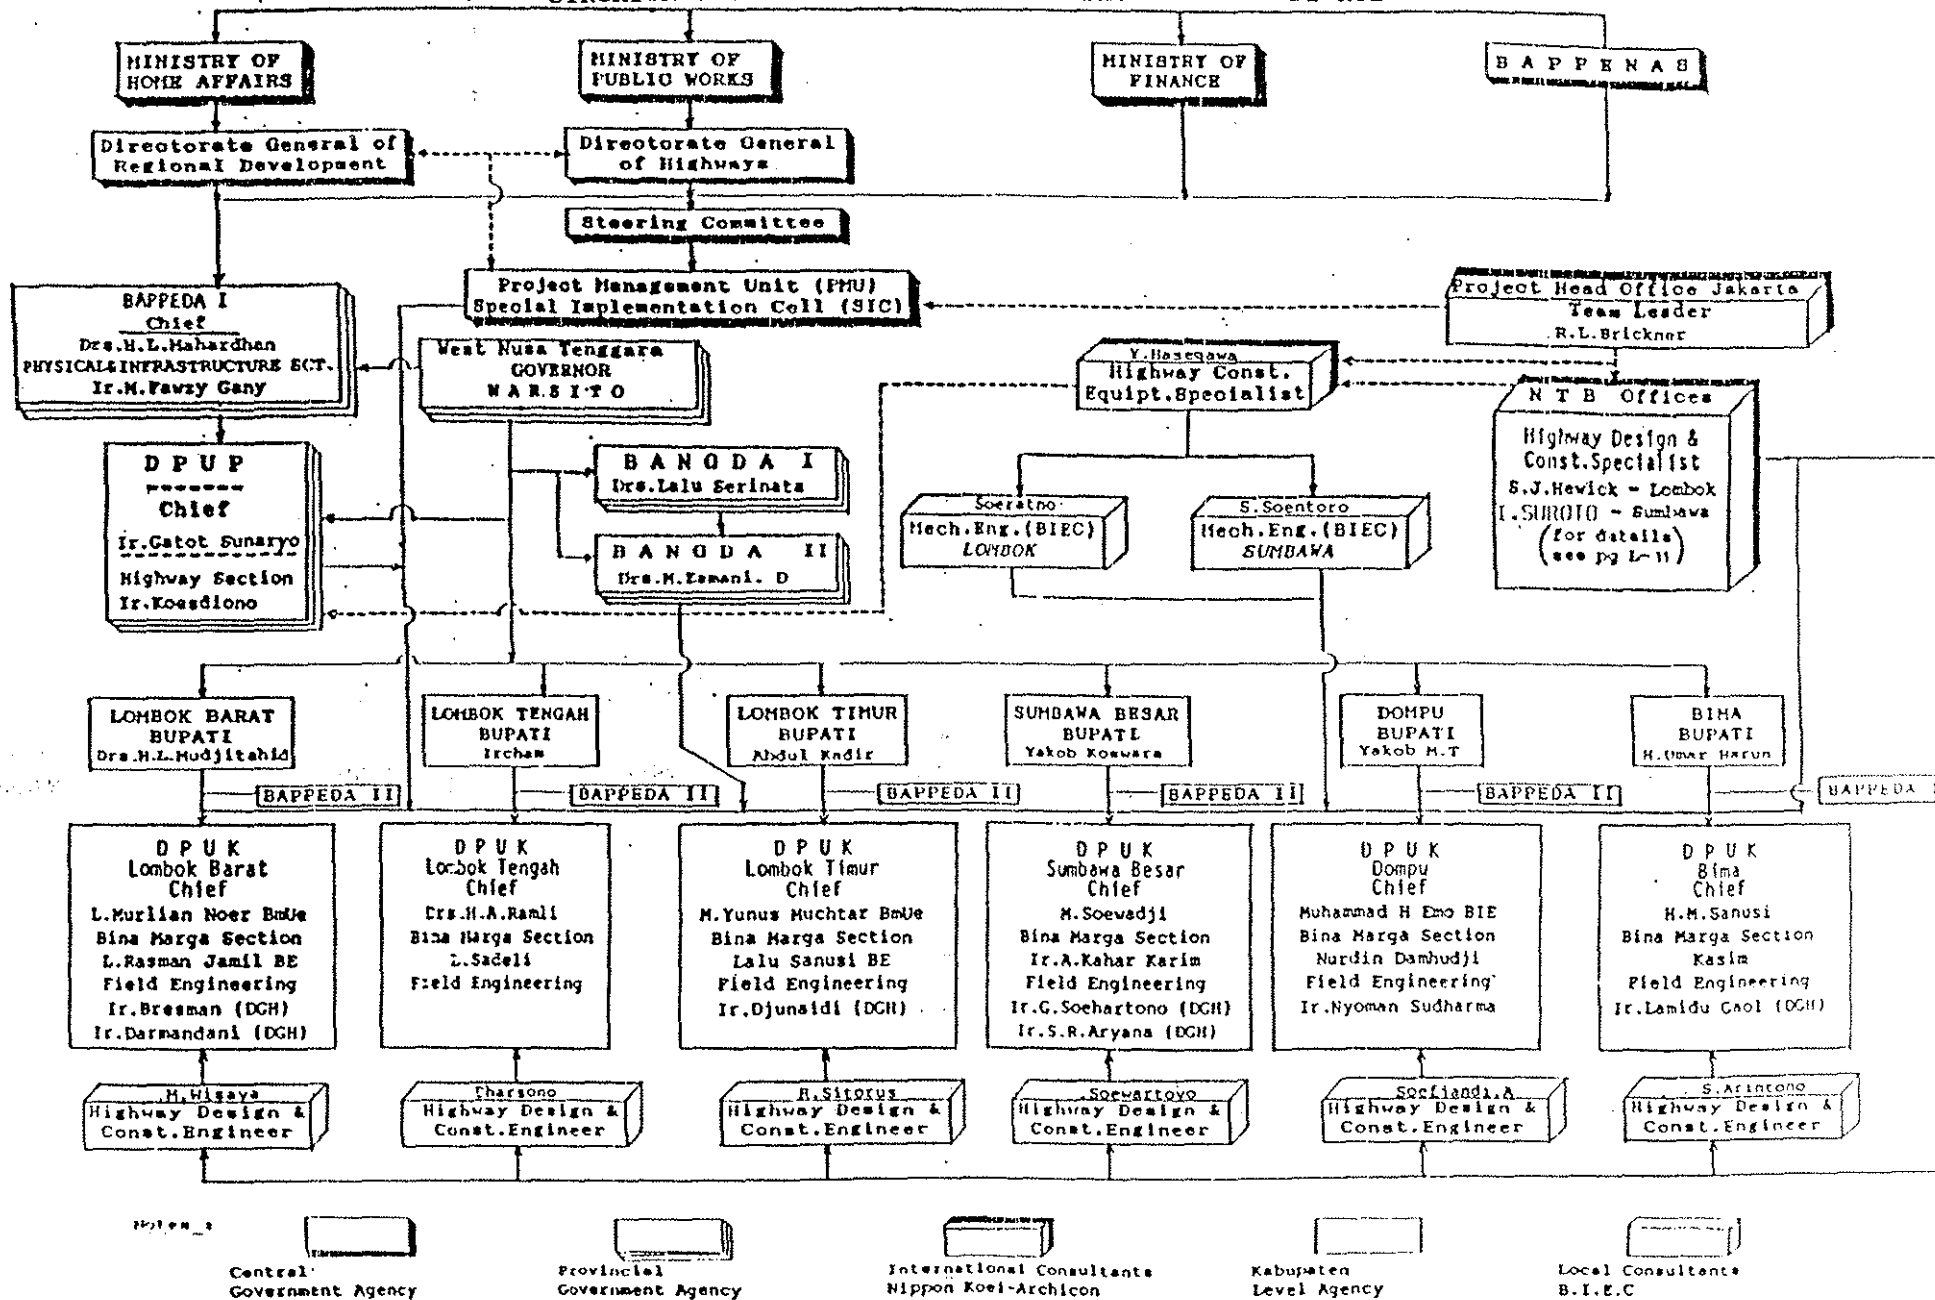 MINISTRY OF
HOME AFFAIRS
MINISTRY OF
PUBLIC WORKS
MINISTRY OF
FINANCE
B A P P E N A S
Directorate General of
Regional Development
Directorate General
of Highways
Steering Committee
Project Management Unit (PMU)
Special Implementation Cell (SIC)
Project Head Office Jakarta
Team Leader
R.L.Brickner
BAPPEDA I
Chief
Drs.H.L.Mahardhan
PHYSICAL&INFRASTRUCTURE SCT.
Ir.M.Fawzy Gany
West Nusa Tenggara
GOVERNOR
W A R S I T O
Y.Hasegawa
Highway Const.
Equipt.Specialist
N T B Offices
Highway Design &
Const.Specialist
S.J.Hewick - Lombok
I.SUROTO - Sumbawa
(for datails
see pg L-11)
D P U P
Chief
Ir.Gatot Sunaryo
Highway Section
Ir.Koesdiono
B A N G D A I
Drs.Lalu Serinata
B A N G D A II
Drs.M.Esmani. D
Soeratno
Mech.Eng.(BIEC)
LOMBOK
S.Soentoro
Mech.Eng.(BIEC)
SUMBAWA
LOMBOK BARAT
BUPATI
Drs.H.L.Mudjitahid
LOMBOK TENGAH
BUPATI
Ircham
LOMBOK TIMUR
BUPATI
Abdul Kadir
SUMBAWA BESAR
BUPATI
Yakob Koswara
DOMPU
BUPATI
Yakob M.T
BIMA
BUPATI
H.Umar Harun
BAPPEDA II
BAPPEDA II
BAPPEDA II
BAPPEDA II
BAPPEDA II
BAPPEDA I
D P U K
Lombok Barat
Chief
L.Murlian Noer BmUe
Bina Marga Section
L.Rasman Jamil BE
Field Engineering
Ir.Bresman (DGH)
Ir.Darmandani (DGH)
D P U K
Lombok Tengah
Chief
Drs.H.A.Ramli
Bina Marga Section
L.Sadeli
Field Engineering
D P U K
Lombok Timur
Chief
M.Yunus Muchtar BmUe
Bina Marga Section
Lalu Sanusi BE
Field Engineering
Ir.Djunaidi (DGH)
D P U K
Sumbawa Besar
Chief
M.Soewadji
Bina Marga Section
Ir.A.Kahar Karim
Field Engineering
Ir.G.Soehartono (DGH)
Ir.S.R.Aryana (DGH)
D P U K
Dompu
Chief
Muhammad H Emo BIE
Bina Marga Section
Nurdin Damhudji
Field Engineering
Ir.Nyoman Sudharma
D P U K
Bima
Chief
H.M.Sanusi
Bina Marga Section
Kasim
Field Engineering
Ir.Lamidu Gaol (DGH)
M.Wisaya
Highway Design &
Const.Engineer
Dharsono
Highway Design &
Const.Engineer
R.Sitorus
Highway Design &
Const.Engineer
Soewartoyo
Highway Design &
Const.Engineer
Soefjandi.A
Highway Design &
Const.Engineer
S.Arintono
Highway Design &
Const.Engineer
Notes :
Central
Government Agency
Provincial
Government Agency
International Consultants
Nippon Koei-Archicon
Kabupaten
Level Agency
Local Consultants
B.I.E.C